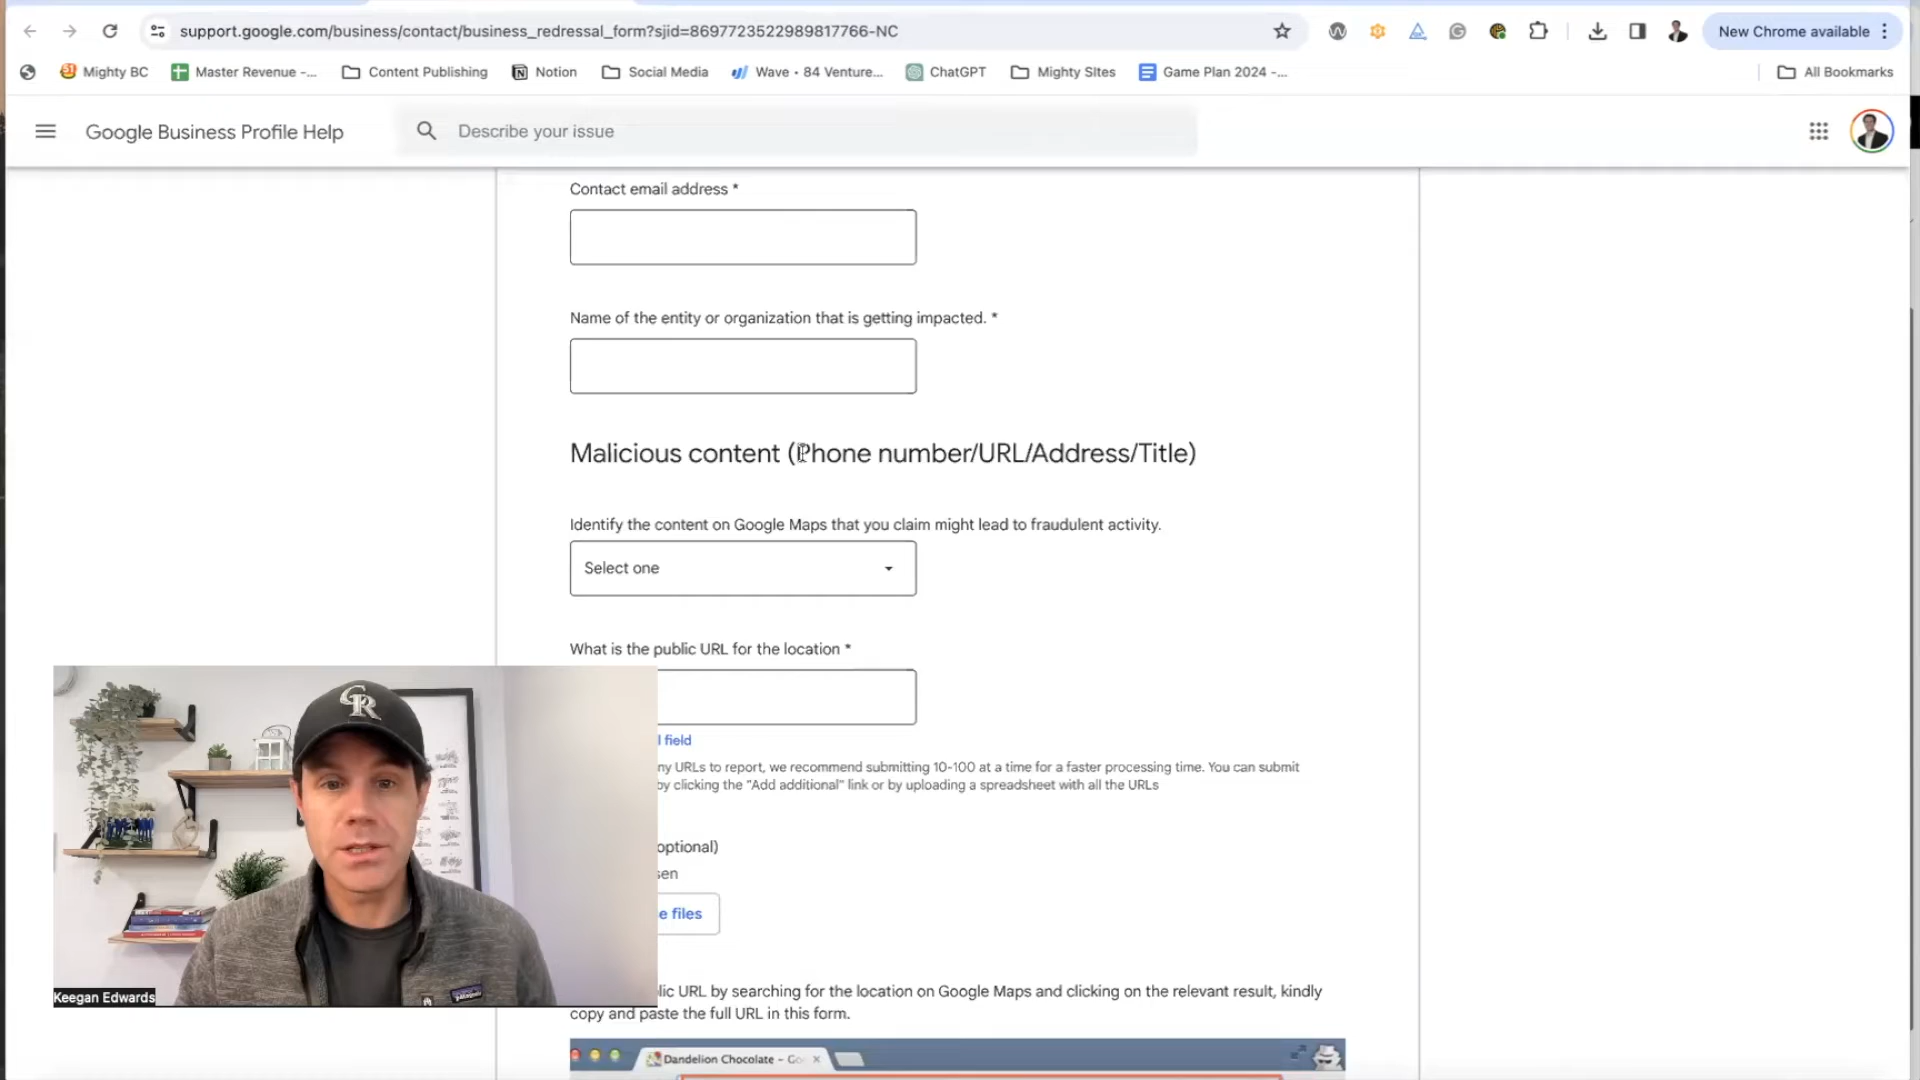 support.google.com/business/contact/business_redressal_form?sjid=8697723522989817766-NC
New Chrome available
Mighty BC
Master Revenue -...
Content Publishing
Notion
Social Media
Wave • 84 Venture...
ChatGPT
Mighty SItes
Game Plan 2024 -...
All Bookmarks
Google Business Profile Help
Describe your issue
Contact email address *
Name of the entity or organization that is getting impacted. *
Malicious content (Phone number/URL/Address/Title)
Identify the content on Google Maps that you claim might lead to fraudulent activity.
Select one
What is the public URL for the location *
l field
ny URLs to report, we recommend submitting 10-100 at a time for a faster processing time. You can submit
by clicking the "Add additional" link or by uploading a spreadsheet with all the URLs
optional)
sen
e files
lic URL by searching for the location on Google Maps and clicking on the relevant result, kindly
copy and paste the full URL in this form.
Dandelion Chocolate - Go
CR
Keegan Edwards